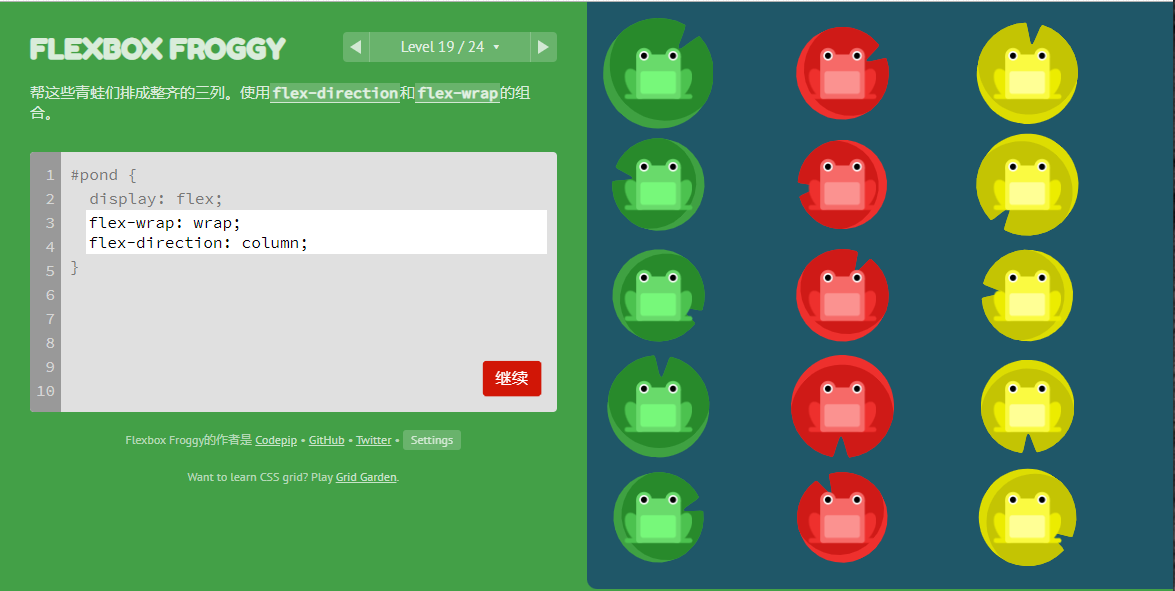 FLEXBOX FROGGY
Level 19 / 24
帮这些青蛙们排成整齐的三列。使用flex-direction和flex-wrap的组
合。
1 #pond {
2 display: flex;
3 flex-wrap: wrap;
4 flex-direction: column;
5 }
6
7
8
9
10
继续
Flexbox Froggy的作者是 Codepip • GitHub • Twitter • Settings
Want to learn CSS grid? Play Grid Garden.